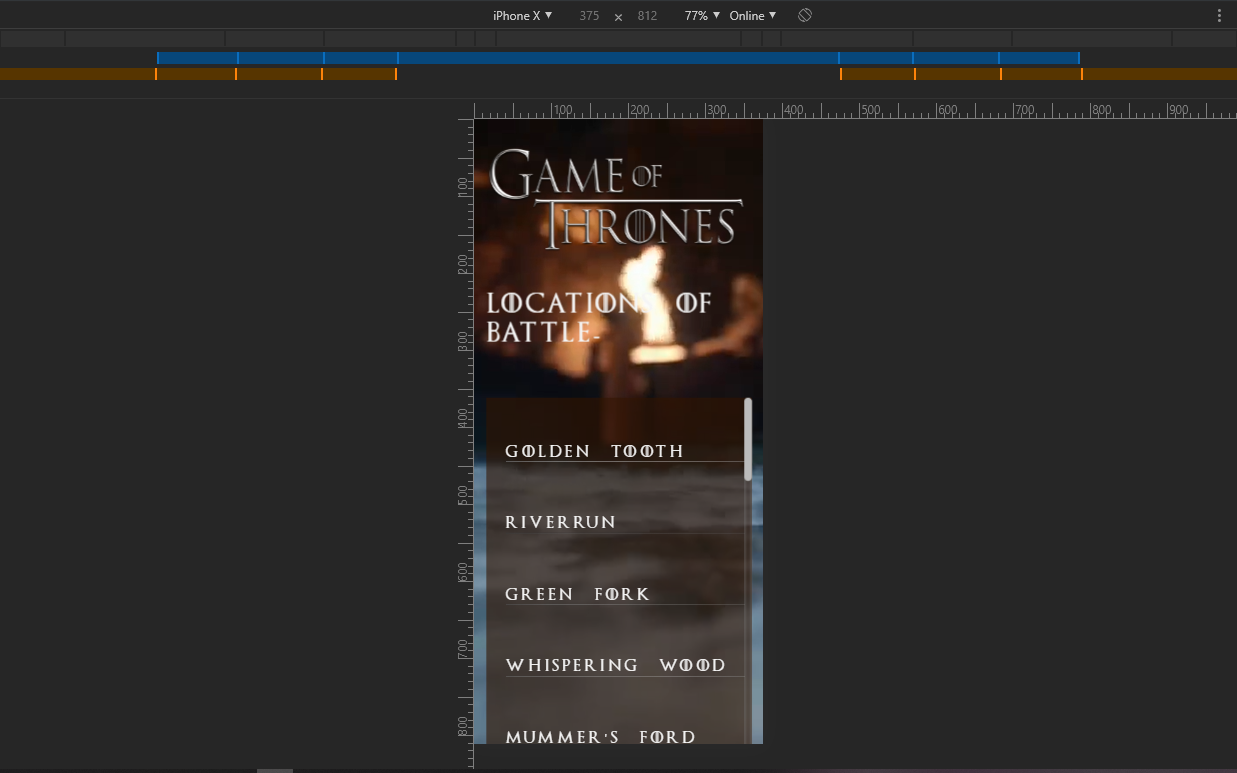 iPhone X ▼ 375 × 812 77% ▼ Online ▼
100 200 300 400 500 600 700 800 900
100
200
300
400
500
600
700
800
GAME OF
THRONES
LOCATIONS OF
BATTLE-
GOLDEN TOOTH
RIVERRUN
GREEN FORK
WHISPERING WOOD
MUMMER'S FORD